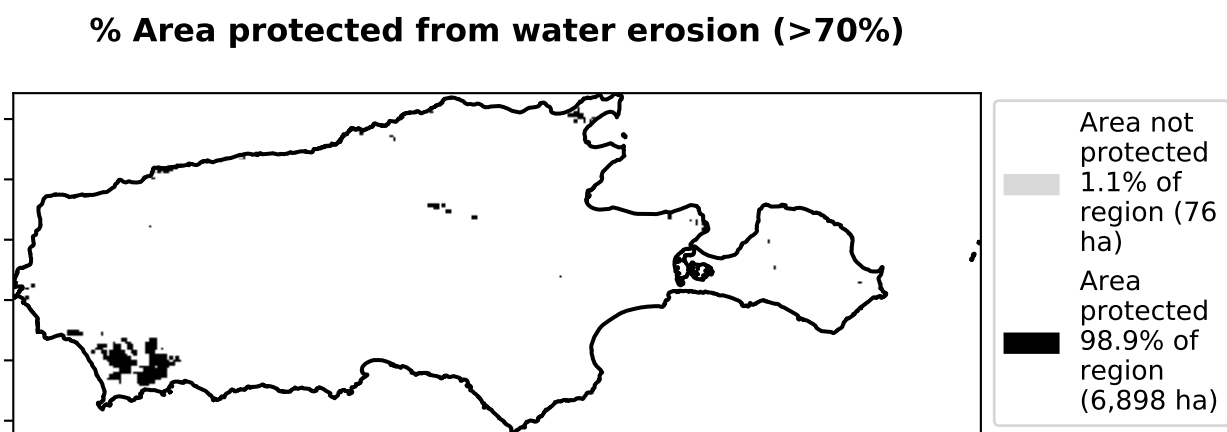 % Area protected from water erosion (>70%)
Area not
protected
1.1% of
region (76
ha)
Area
protected
98.9% of
region
(6,898 ha)